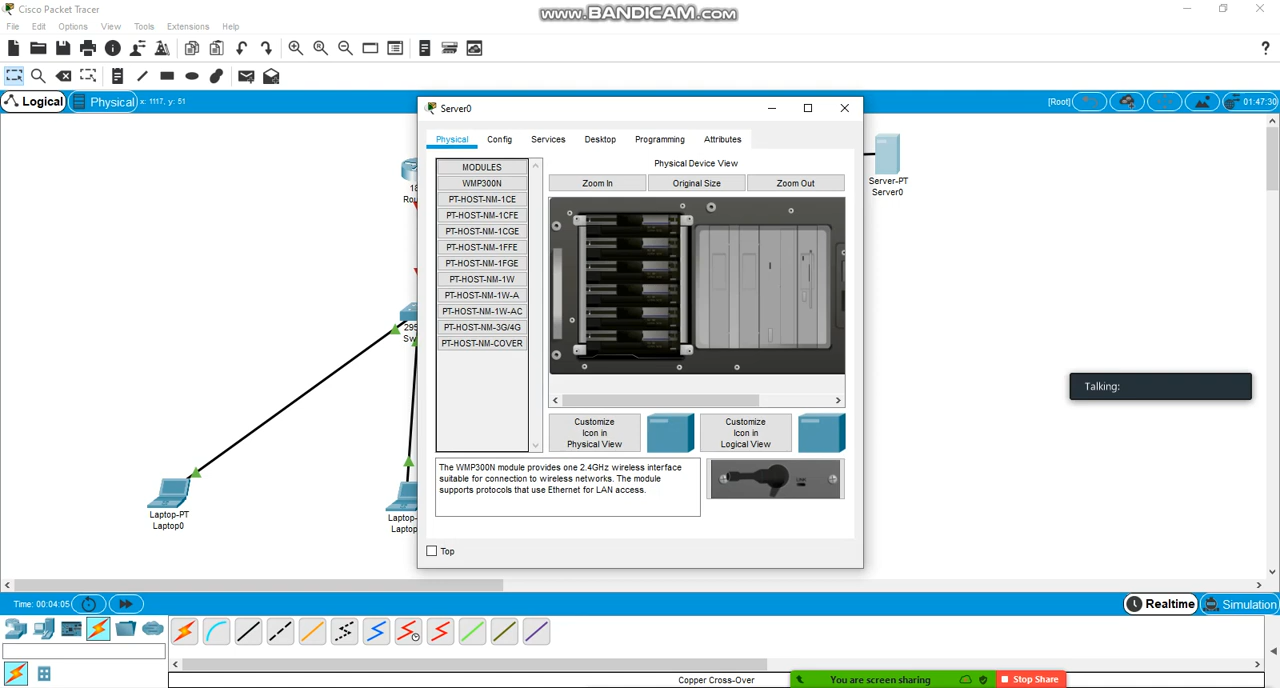 Cisco Packet Tracer
www.BANDICAM.com
File Edit Options View Tools Extensions Help
?
Logical Physical x: 1117, y: 51
[Root] 01:47:30
Server0
Physical Config Services Desktop Programming Attributes
MODULES
WMP300N
PT-HOST-NM-1CE
PT-HOST-NM-1CFE
PT-HOST-NM-1CGE
PT-HOST-NM-1FFE
PT-HOST-NM-1FGE
PT-HOST-NM-1W
PT-HOST-NM-1W-A
PT-HOST-NM-1W-AC
PT-HOST-NM-3G/4G
PT-HOST-NM-COVER
Physical Device View
Zoom In Original Size Zoom Out
Customize
Icon in
Physical View
Customize
Icon in
Logical View
The WMP300N module provides one 2.4GHz wireless interface
suitable for connection to wireless networks. The module
supports protocols that use Ethernet for LAN access.
Top
18
Rou
295
Sw
Server-PT
Server0
Laptop-PT
Laptop0
Laptop-
Laptop
Talking:
Time: 00:04:05
Realtime Simulation
Copper Cross-Over
You are screen sharing Stop Share